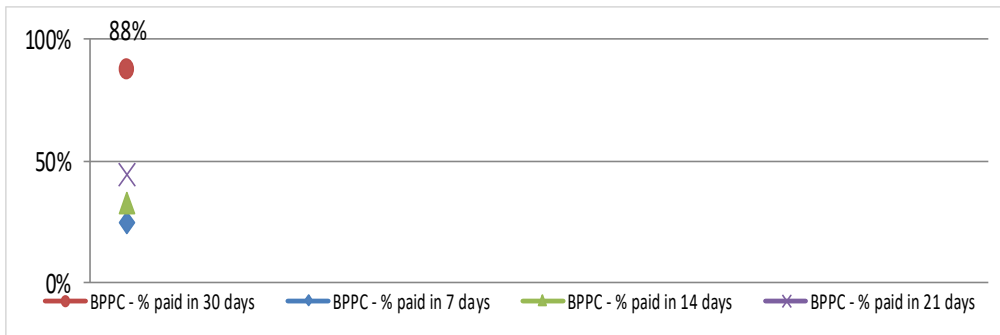 88%
100%
50%
0%
BPPC - % paid in 30 days BPPC - % paid in 7 days BPPC - % paid in 14 days BPPC - % paid in 21 days